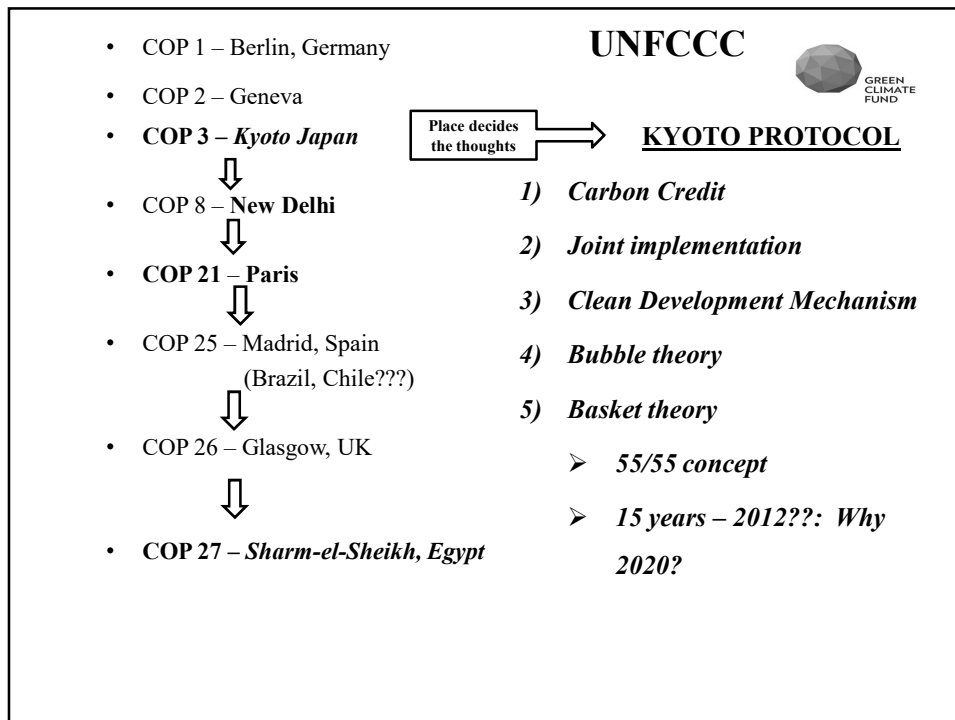 • COP 1 – Berlin, Germany
• COP 2 – Geneva
• COP 3 – Kyoto Japan
• COP 8 – New Delhi
• COP 21 – Paris
• COP 25 – Madrid, Spain
(Brazil, Chile???)
• COP 26 – Glasgow, UK
• COP 27 – Sharm-el-Sheikh, Egypt
UNFCCC
GREEN
CLIMATE
FUND
Place decides
the thoughts
KYOTO PROTOCOL
1) Carbon Credit
2) Joint implementation
3) Clean Development Mechanism
4) Bubble theory
5) Basket theory
➢ 55/55 concept
➢ 15 years – 2012??: Why
2020?